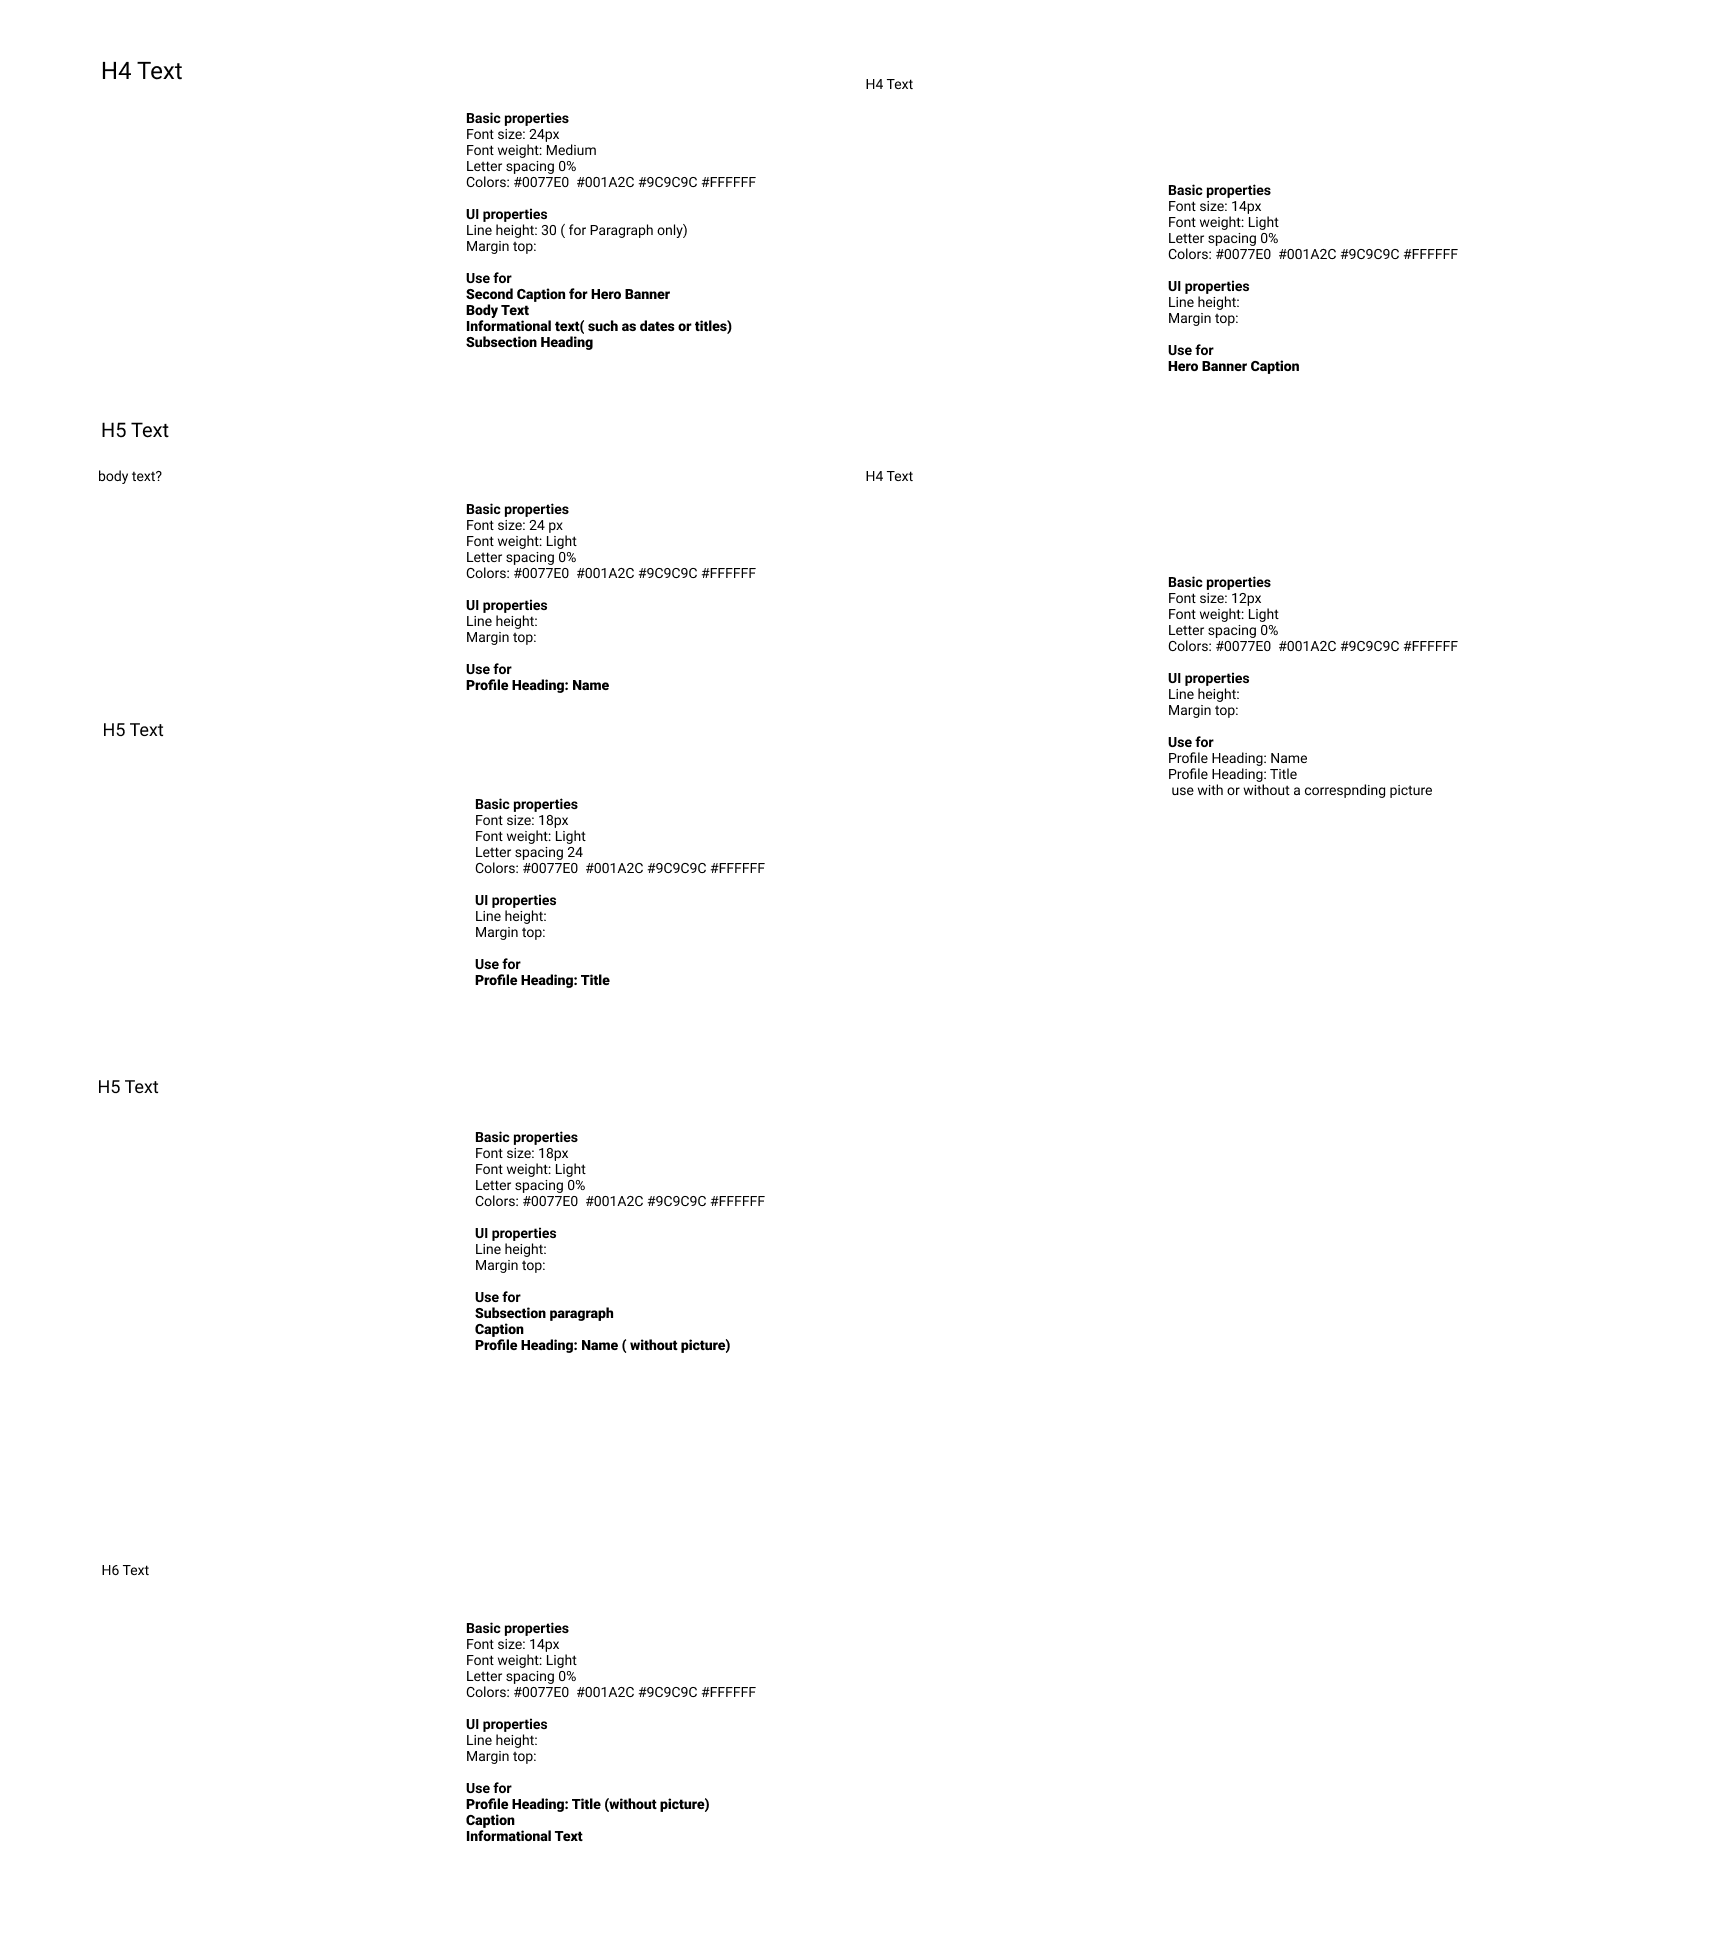 H4 Text
Basic properties
Font size: 24px
Font weight: Medium
Letter spacing 0%
Colors: #0077E0  #001A2C #9C9C9C #FFFFFF
UI properties
Line height: 30 ( for Paragraph only)
Margin top:
Use for
Second Caption for Hero Banner
Body Text
Informational text( such as dates or titles)
Subsection Heading
H5 Text
body text?
Basic properties
Font size: 24 px
Font weight: Light
Letter spacing 0%
Colors: #0077E0  #001A2C #9C9C9C #FFFFFF
UI properties
Line height:
Margin top:
Use for
Profile Heading: Name
H5 Text
Basic properties
Font size: 18px
Font weight: Light
Letter spacing 24
Colors: #0077E0  #001A2C #9C9C9C #FFFFFF
UI properties
Line height:
Margin top:
Use for
Profile Heading: Title
H5 Text
Basic properties
Font size: 18px
Font weight: Light
Letter spacing 0%
Colors: #0077E0  #001A2C #9C9C9C #FFFFFF
UI properties
Line height:
Margin top:
Use for
Subsection paragraph
Caption
Profile Heading: Name ( without picture)
H6 Text
Basic properties
Font size: 14px
Font weight: Light
Letter spacing 0%
Colors: #0077E0  #001A2C #9C9C9C #FFFFFF
UI properties
Line height:
Margin top:
Use for
Profile Heading: Title (without picture)
Caption
Informational Text
H4 Text
Basic properties
Font size: 14px
Font weight: Light
Letter spacing 0%
Colors: #0077E0  #001A2C #9C9C9C #FFFFFF
UI properties
Line height:
Margin top:
Use for
Hero Banner Caption
H4 Text
Basic properties
Font size: 12px
Font weight: Light
Letter spacing 0%
Colors: #0077E0  #001A2C #9C9C9C #FFFFFF
UI properties
Line height:
Margin top:
Use for
Profile Heading: Name
Profile Heading: Title
use with or without a correspnding picture